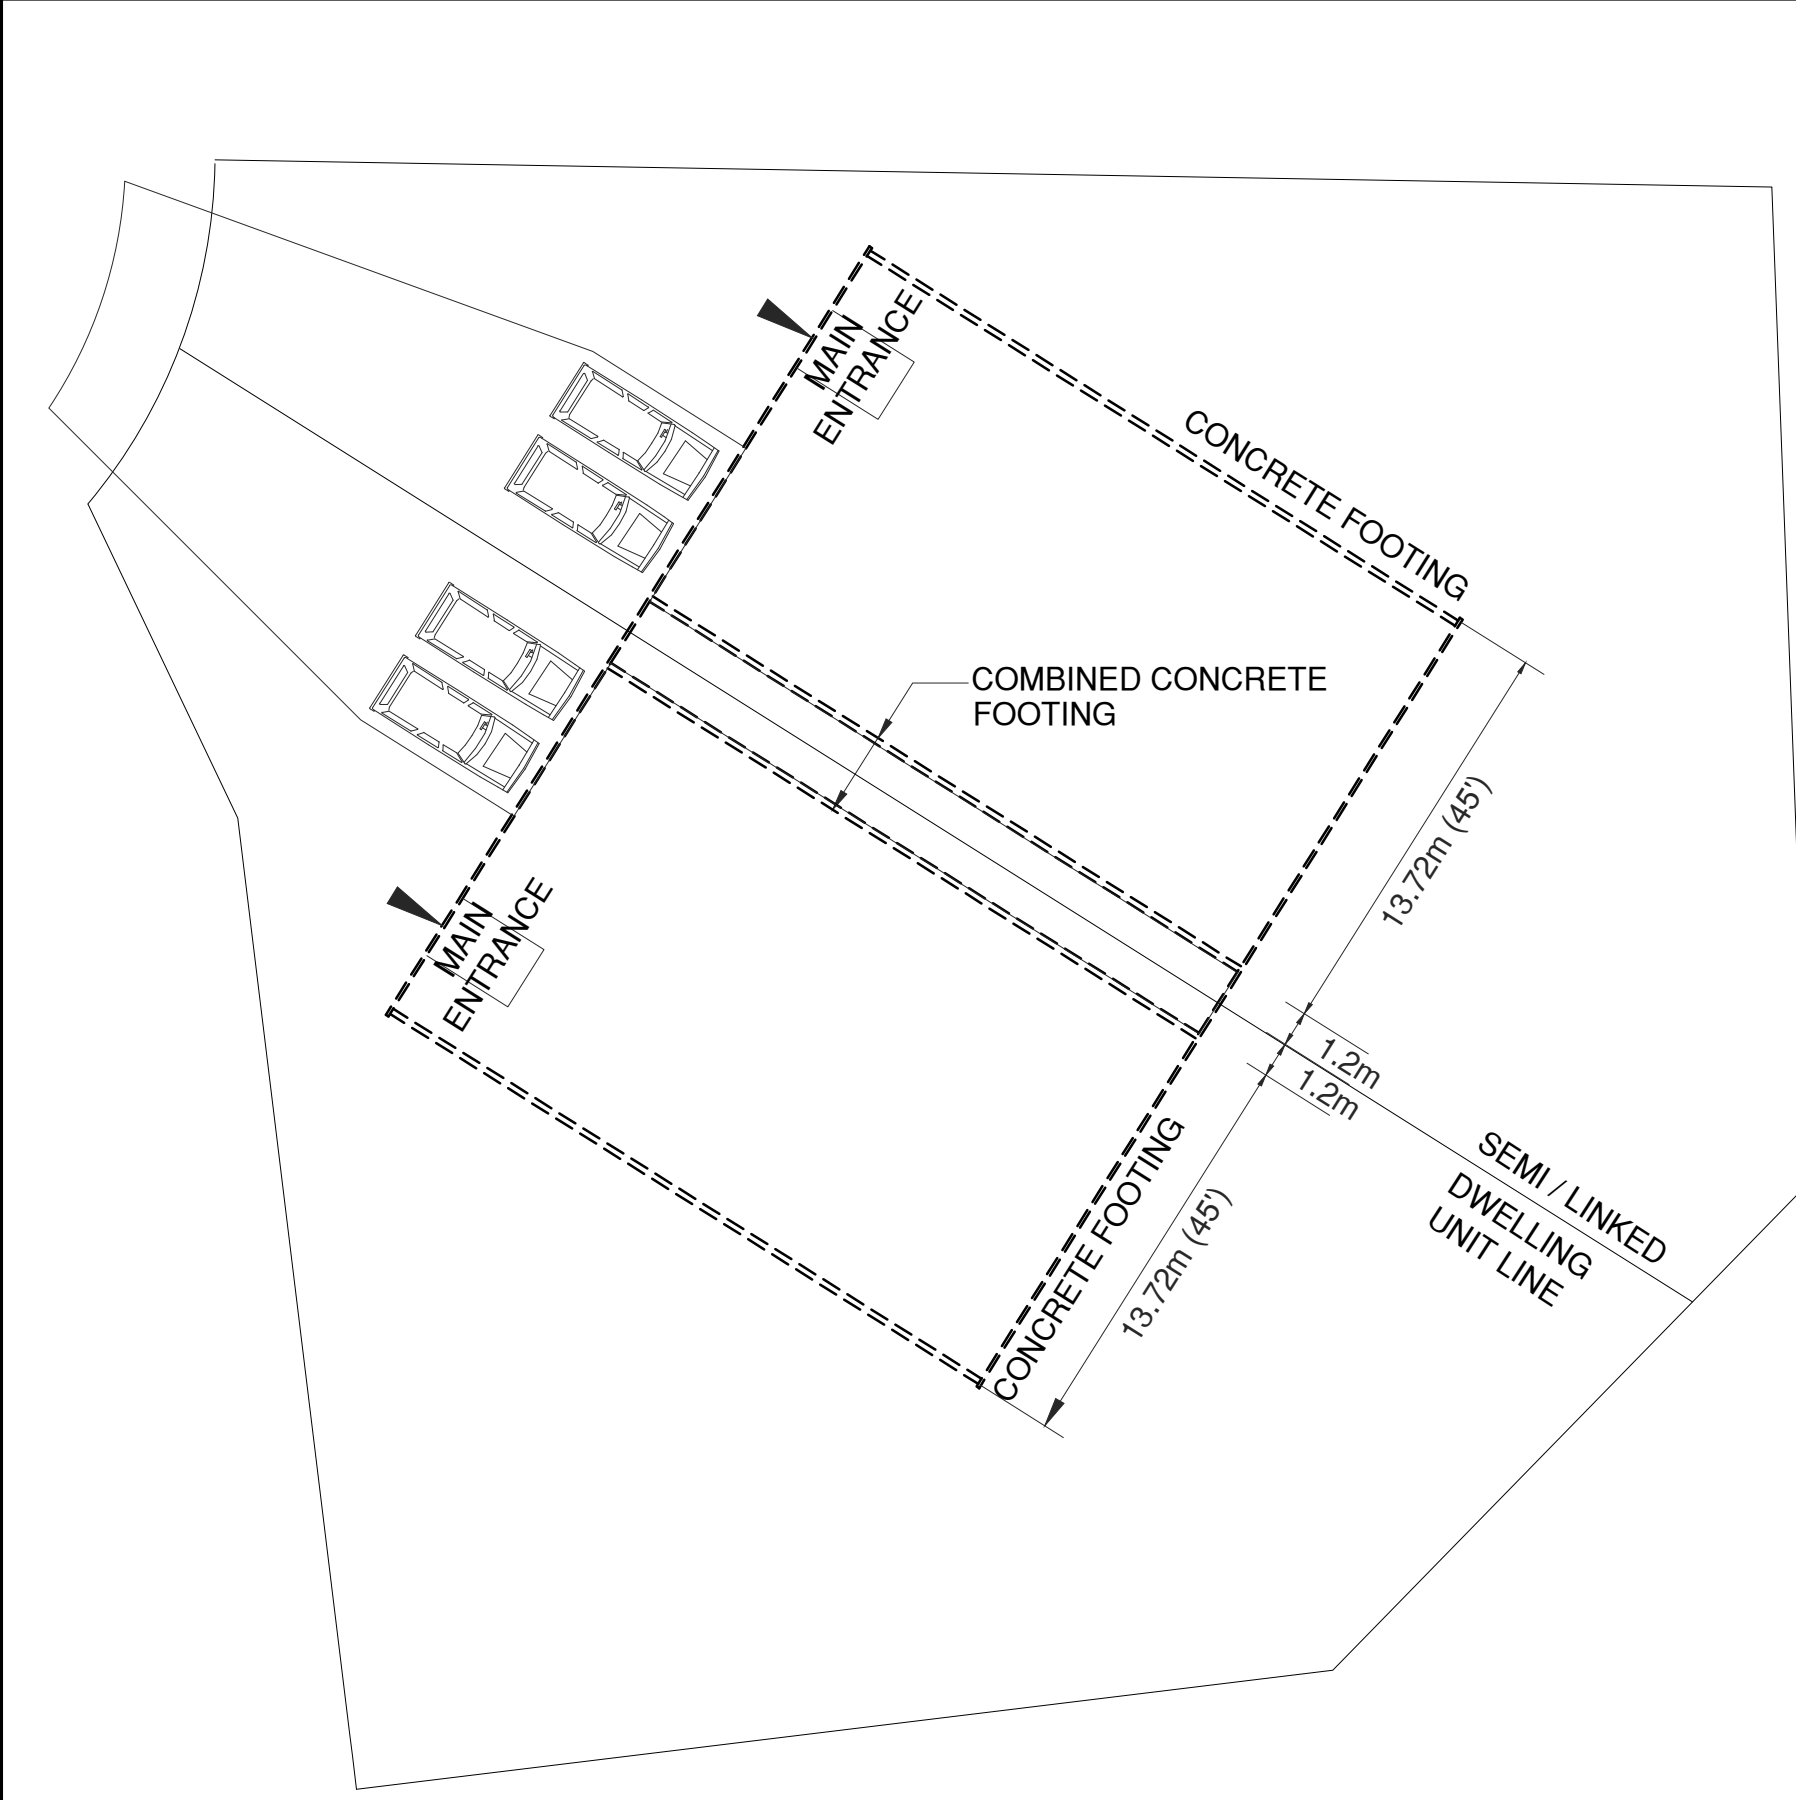 MAIN
ENTRANCE
CONCRETE FOOTING
COMBINED CONCRETE
FOOTING
13.72m (45')
MAIN
ENTRANCE
1.2m
1.2m
CONCRETE FOOTING
13.72m (45')
SEMI / LINKED
DWELLING
UNIT LINE